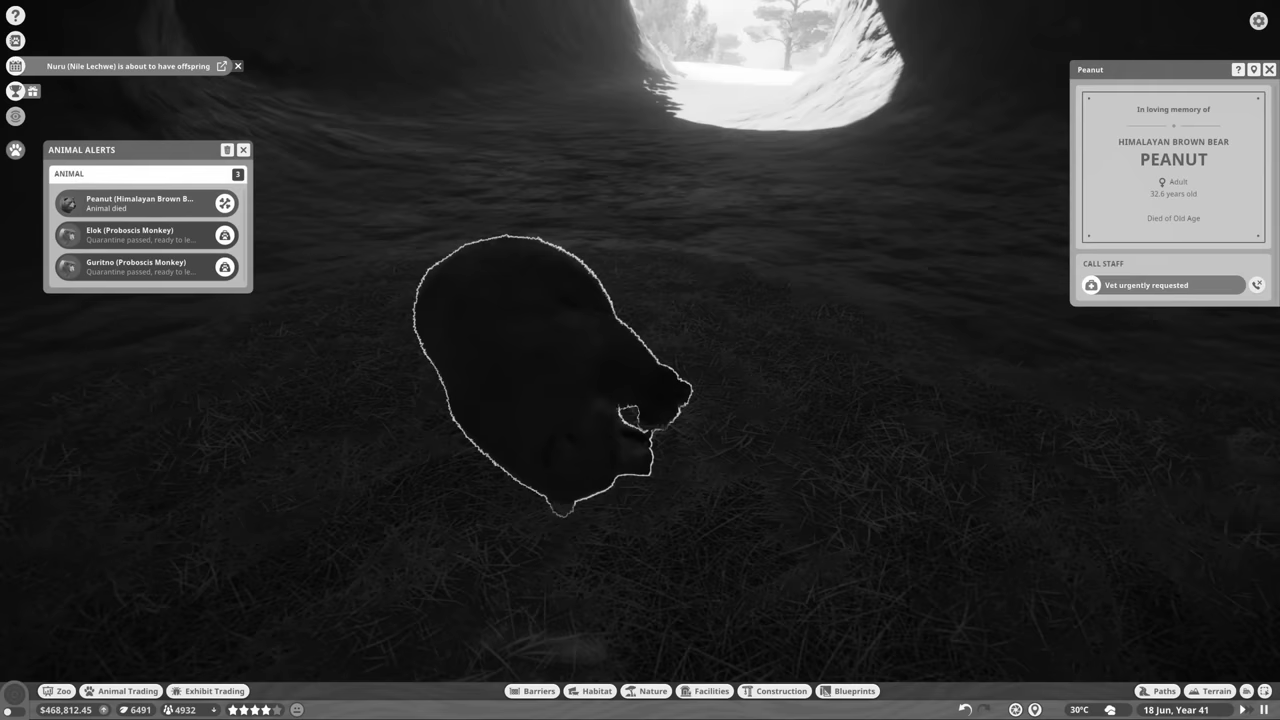 ?
Nuru (Nile Lechwe) is about to have offspring
ANIMAL ALERTS
ANIMAL 3
Peanut (Himalayan Brown B...
Animal died
Elok (Proboscis Monkey)
Quarantine passed, ready to le...
Guritno (Proboscis Monkey)
Quarantine passed, ready to le...
Peanut
?
In loving memory of
HIMALAYAN BROWN BEAR
PEANUT
Adult
32.6 years old
Died of Old Age
CALL STAFF
Vet urgently requested
Zoo Animal Trading Exhibit Trading Barriers Habitat Nature Facilities Construction Blueprints Paths Terrain
$468,812.45 6491 4932 30°C 18 Jun, Year 41